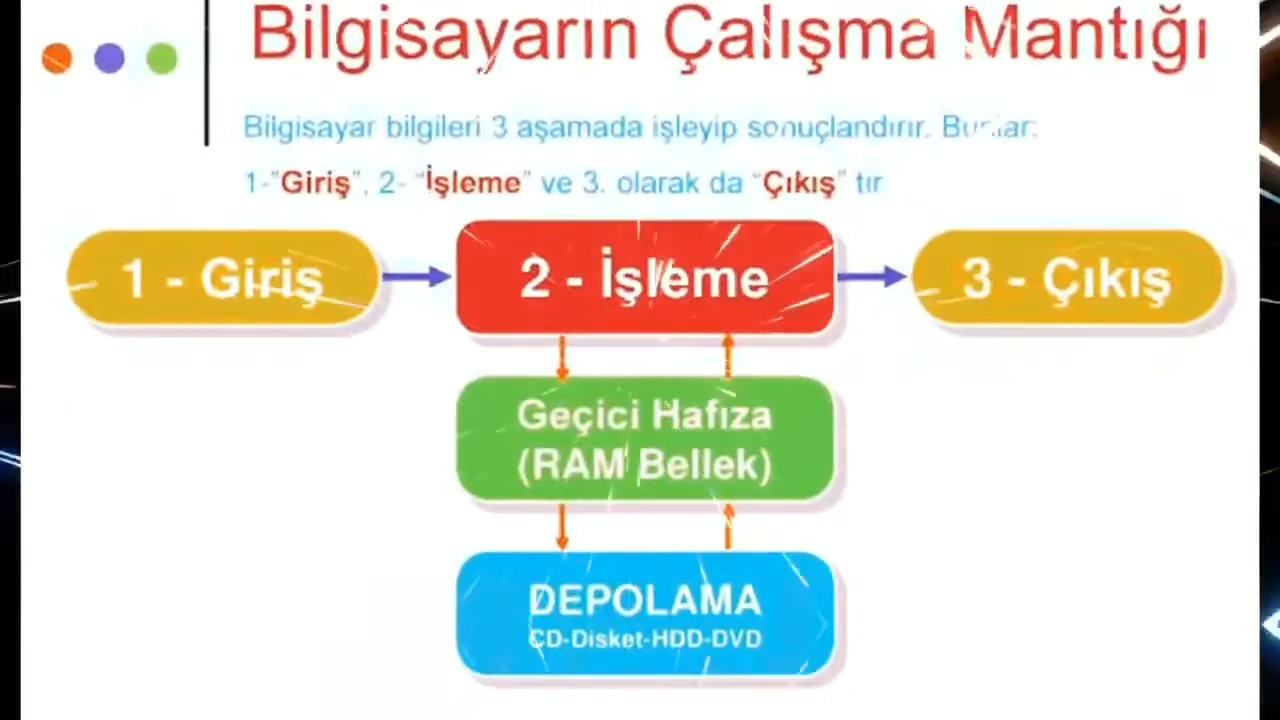 Bilgisayarın Çalışma Mantığı
Bilgisayar bilgileri 3 aşamada işleyip sonuçlandırır. Bunlar:
1-"Giriş", 2- "İşleme" ve 3. olarak da "Çıkış" tır
1 - Giriş
2 - İşleme
3 - Çıkış
Geçici Hafıza
(RAM Bellek)
DEPOLAMA
CD-Disket-HDD-DVD